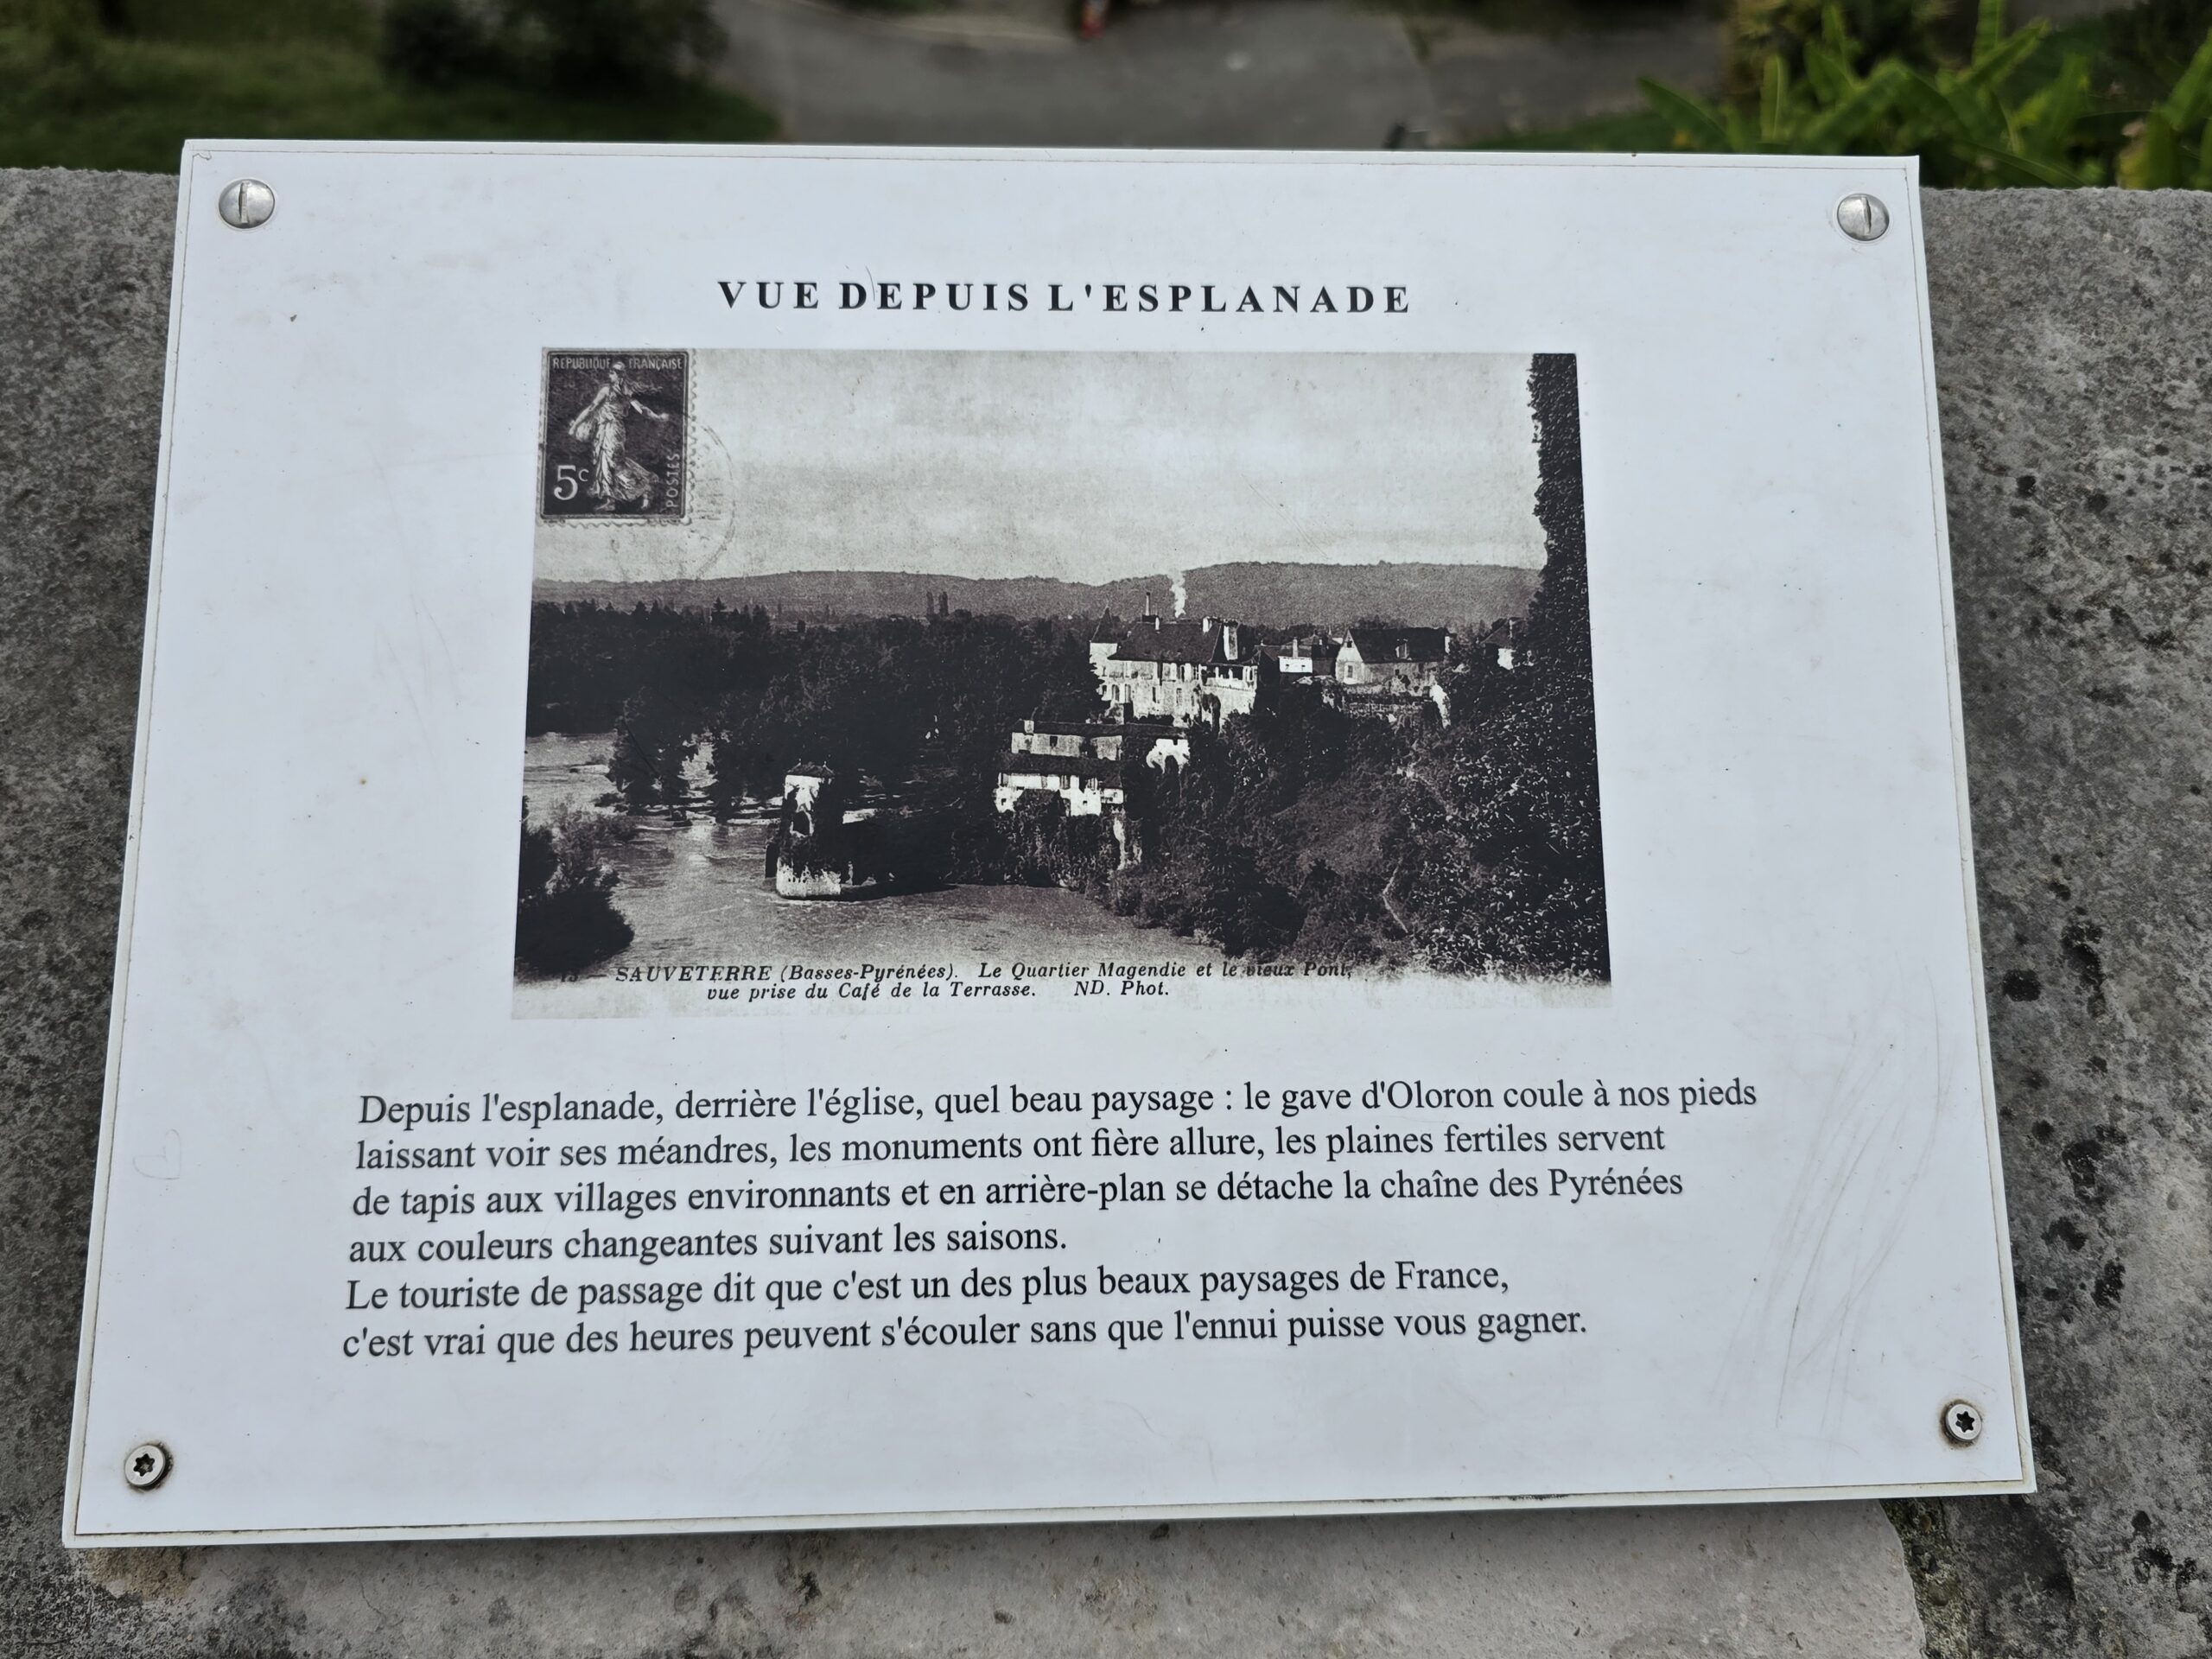 VUE DEPUIS L'ESPLANADE
REPUBLIQUE FRANÇAISE
5c
POSTES
13 SAUVETERRE (Basses-Pyrénées). Le Quartier Magendie et le vieux Pont,
vue prise du Café de la Terrasse. ND. Phot.
Depuis l'esplanade, derrière l'église, quel beau paysage : le gave d'Oloron coule à nos pieds
laissant voir ses méandres, les monuments ont fière allure, les plaines fertiles servent
de tapis aux villages environnants et en arrière-plan se détache la chaîne des Pyrénées
aux couleurs changeantes suivant les saisons.
Le touriste de passage dit que c'est un des plus beaux paysages de France,
c'est vrai que des heures peuvent s'écouler sans que l'ennui puisse vous gagner.